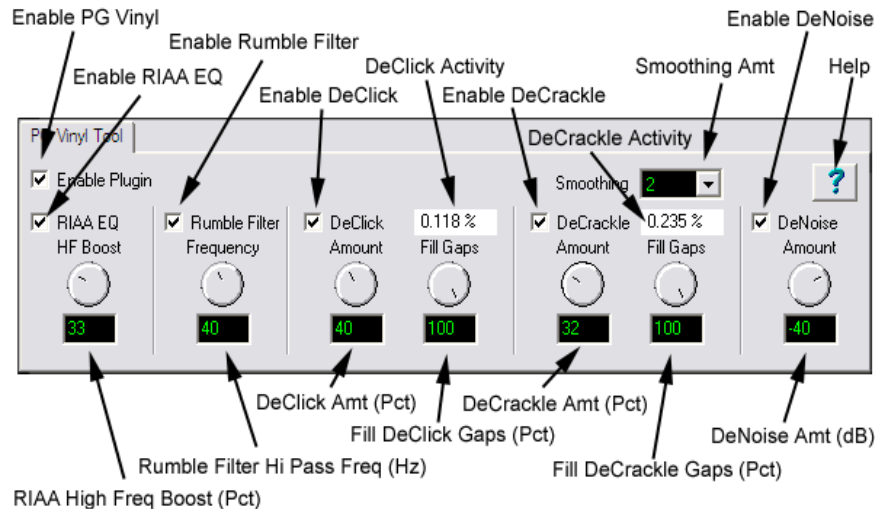 Enable PG Vinyl
Enable DeNoise
Enable Rumble Filter
DeClick Activity
Smoothing Amt
Help
Enable RIAA EQ
Enable DeClick
Enable DeCrackle
DeCrackle Activity
PG Vinyl Tool
Enable Plugin
Smoothing 2
?
RIAA EQ
Rumble Filter
DeClick
0.118 %
DeCrackle
0.235 %
DeNoise
HF Boost
Frequency
Amount
Fill Gaps
Amount
Fill Gaps
Amount
33
40
40
100
32
100
-40
DeClick Amt (Pct)
DeCrackle Amt (Pct)
Fill DeClick Gaps (Pct)
DeNoise Amt (dB)
Rumble Filter Hi Pass Freq (Hz)
Fill DeCrackle Gaps (Pct)
RIAA High Freq Boost (Pct)